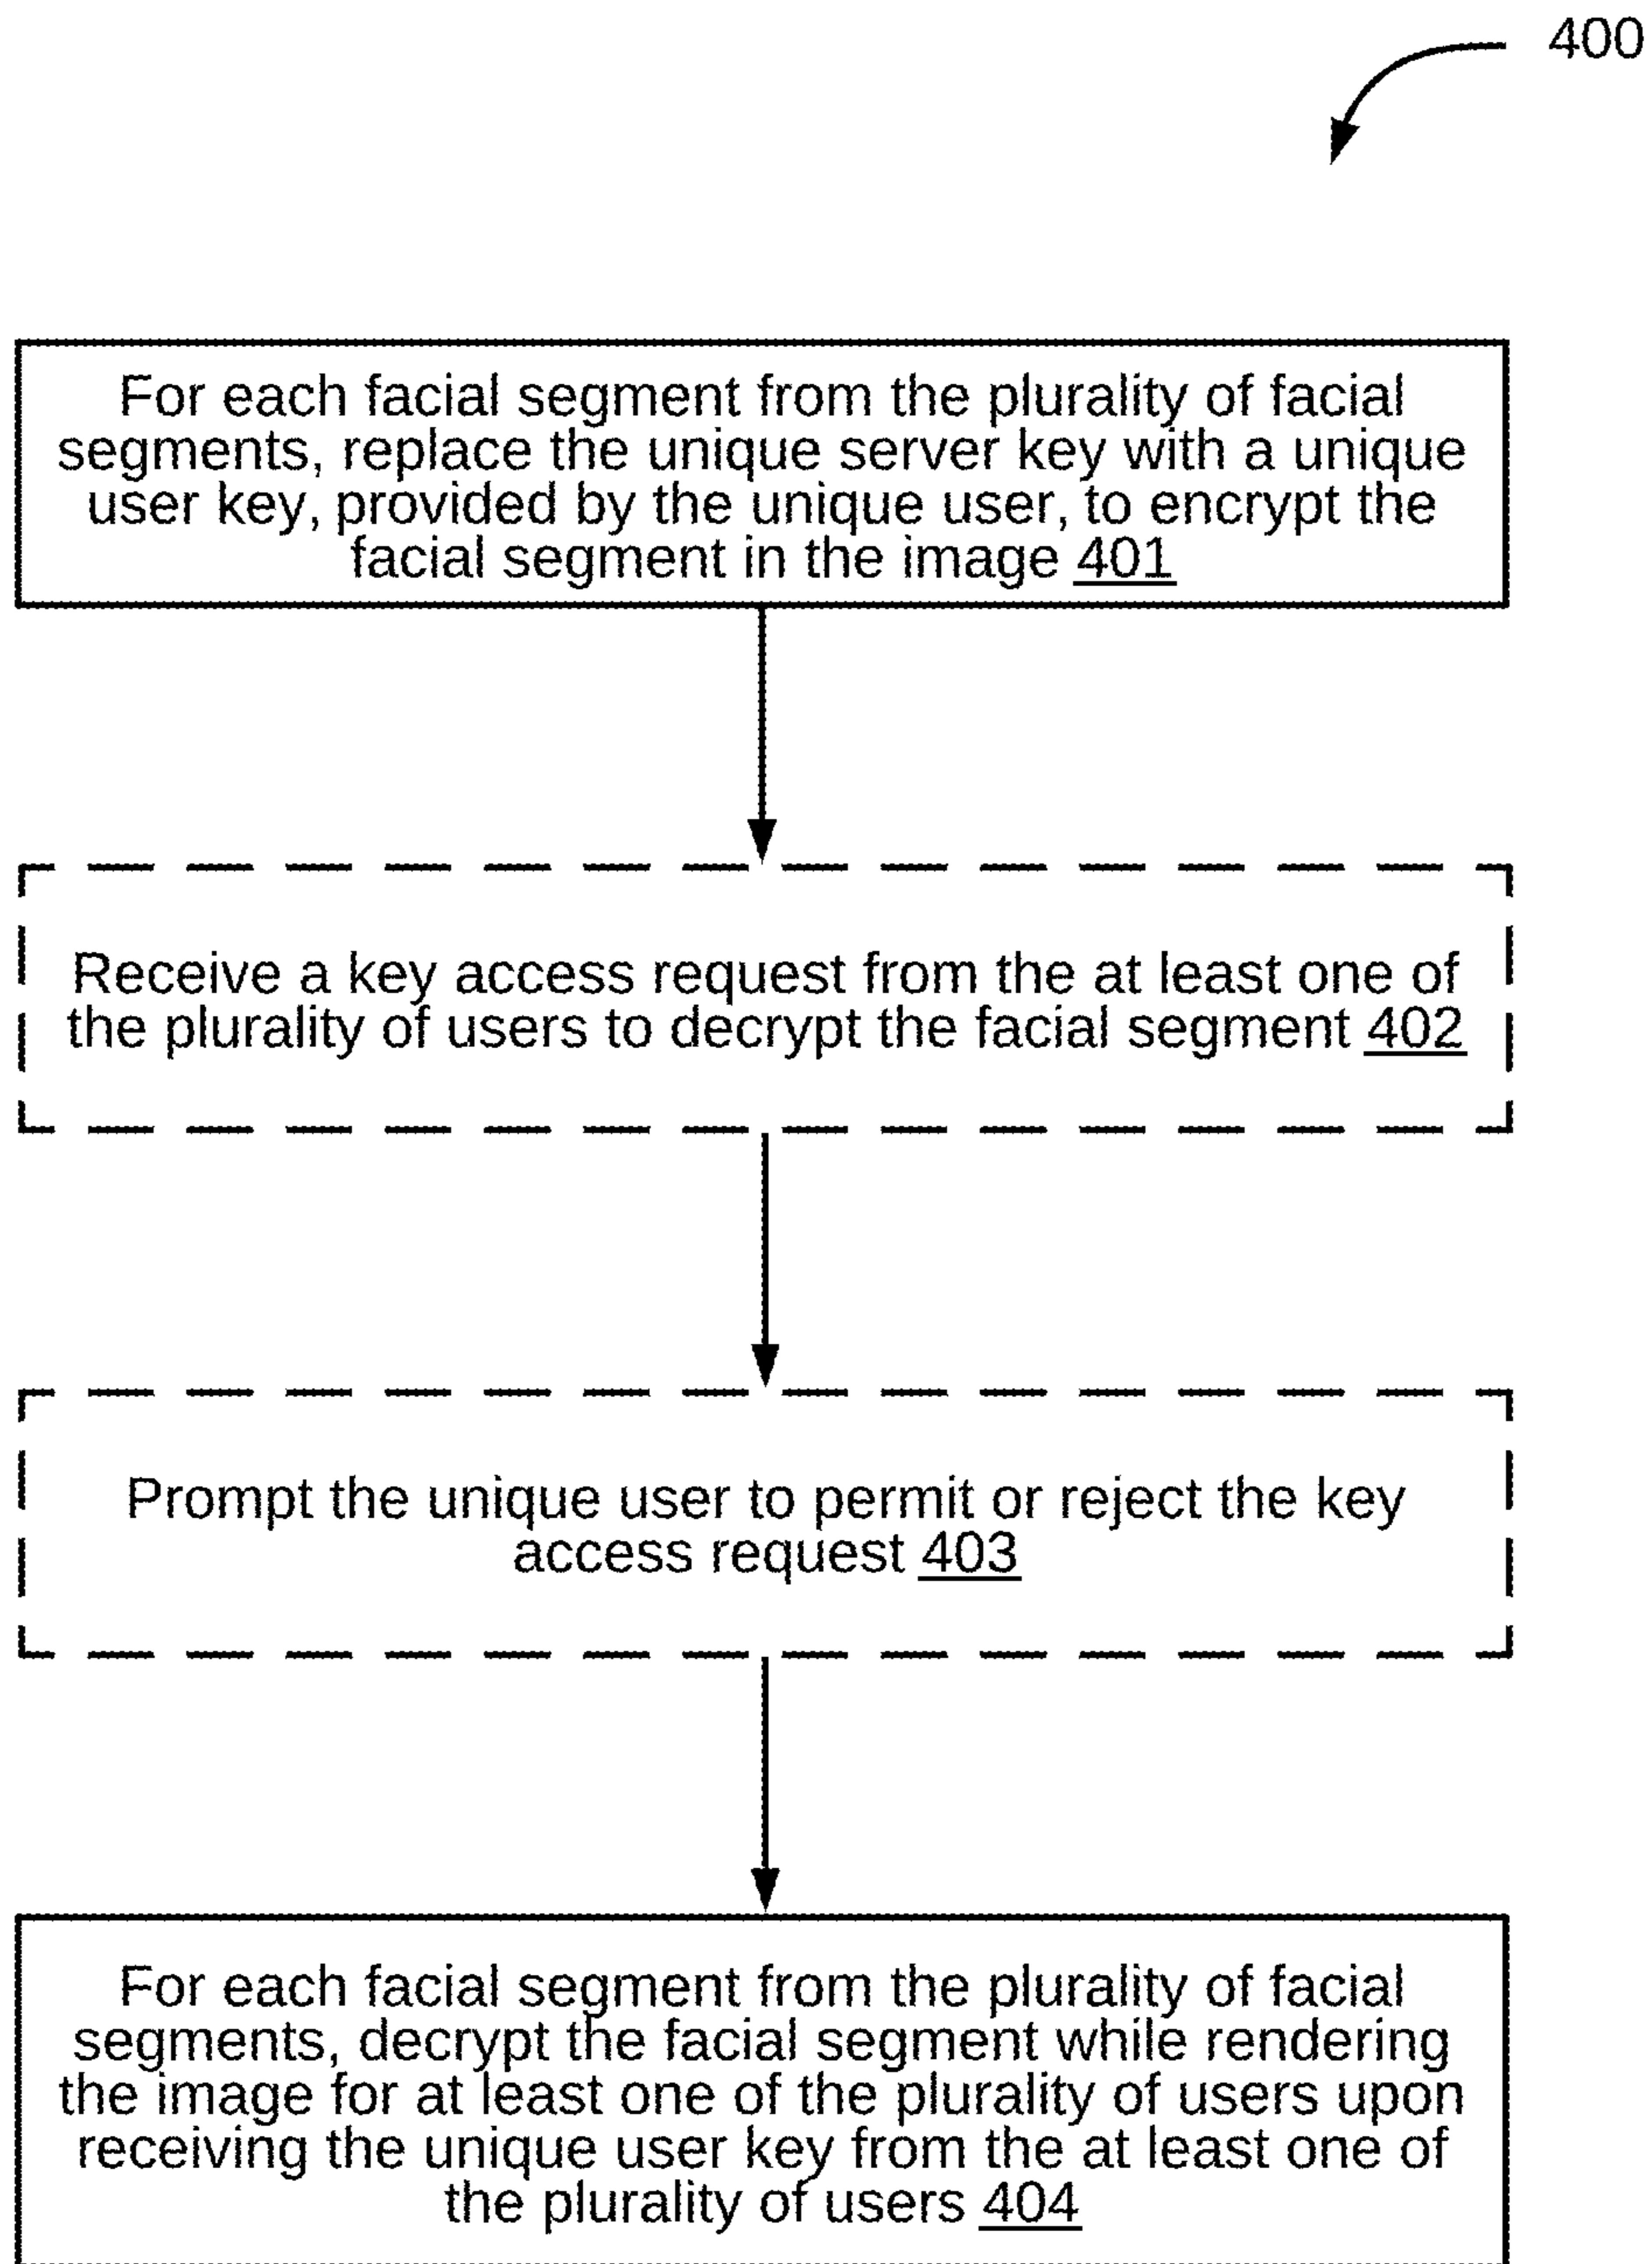 400
For each facial segment from the plurality of facial
segments, replace the unique server key with a unique
user key, provided by the unique user, to encrypt the
facial segment in the image 401
Receive a key access request from the at least one of
the plurality of users to decrypt the facial segment 402
Prompt the unique user to permit or reject the key
access request 403
For each facial segment from the plurality of facial
segments, decrypt the facial segment while rendering
the image for at least one of the plurality of users upon
receiving the unique user key from the at least one of
the plurality of users 404